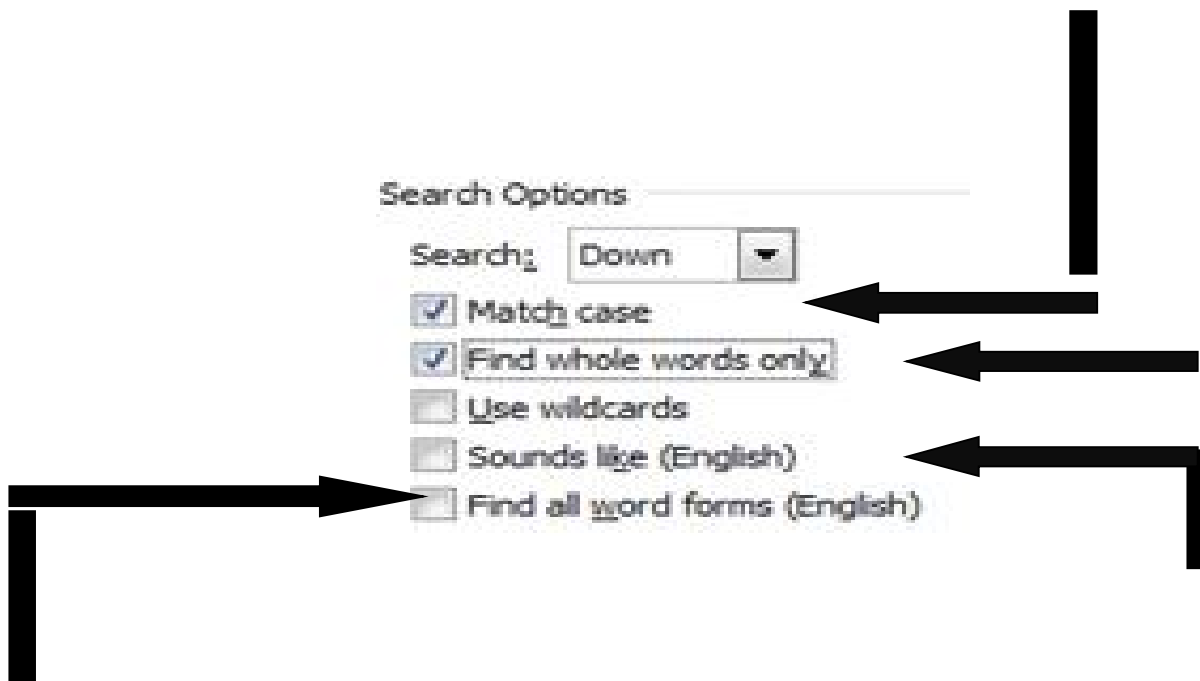 Search Options
Search: Down
Match case
Find whole words only
Use wildcards
Sounds like (English)
Find all word forms (English)